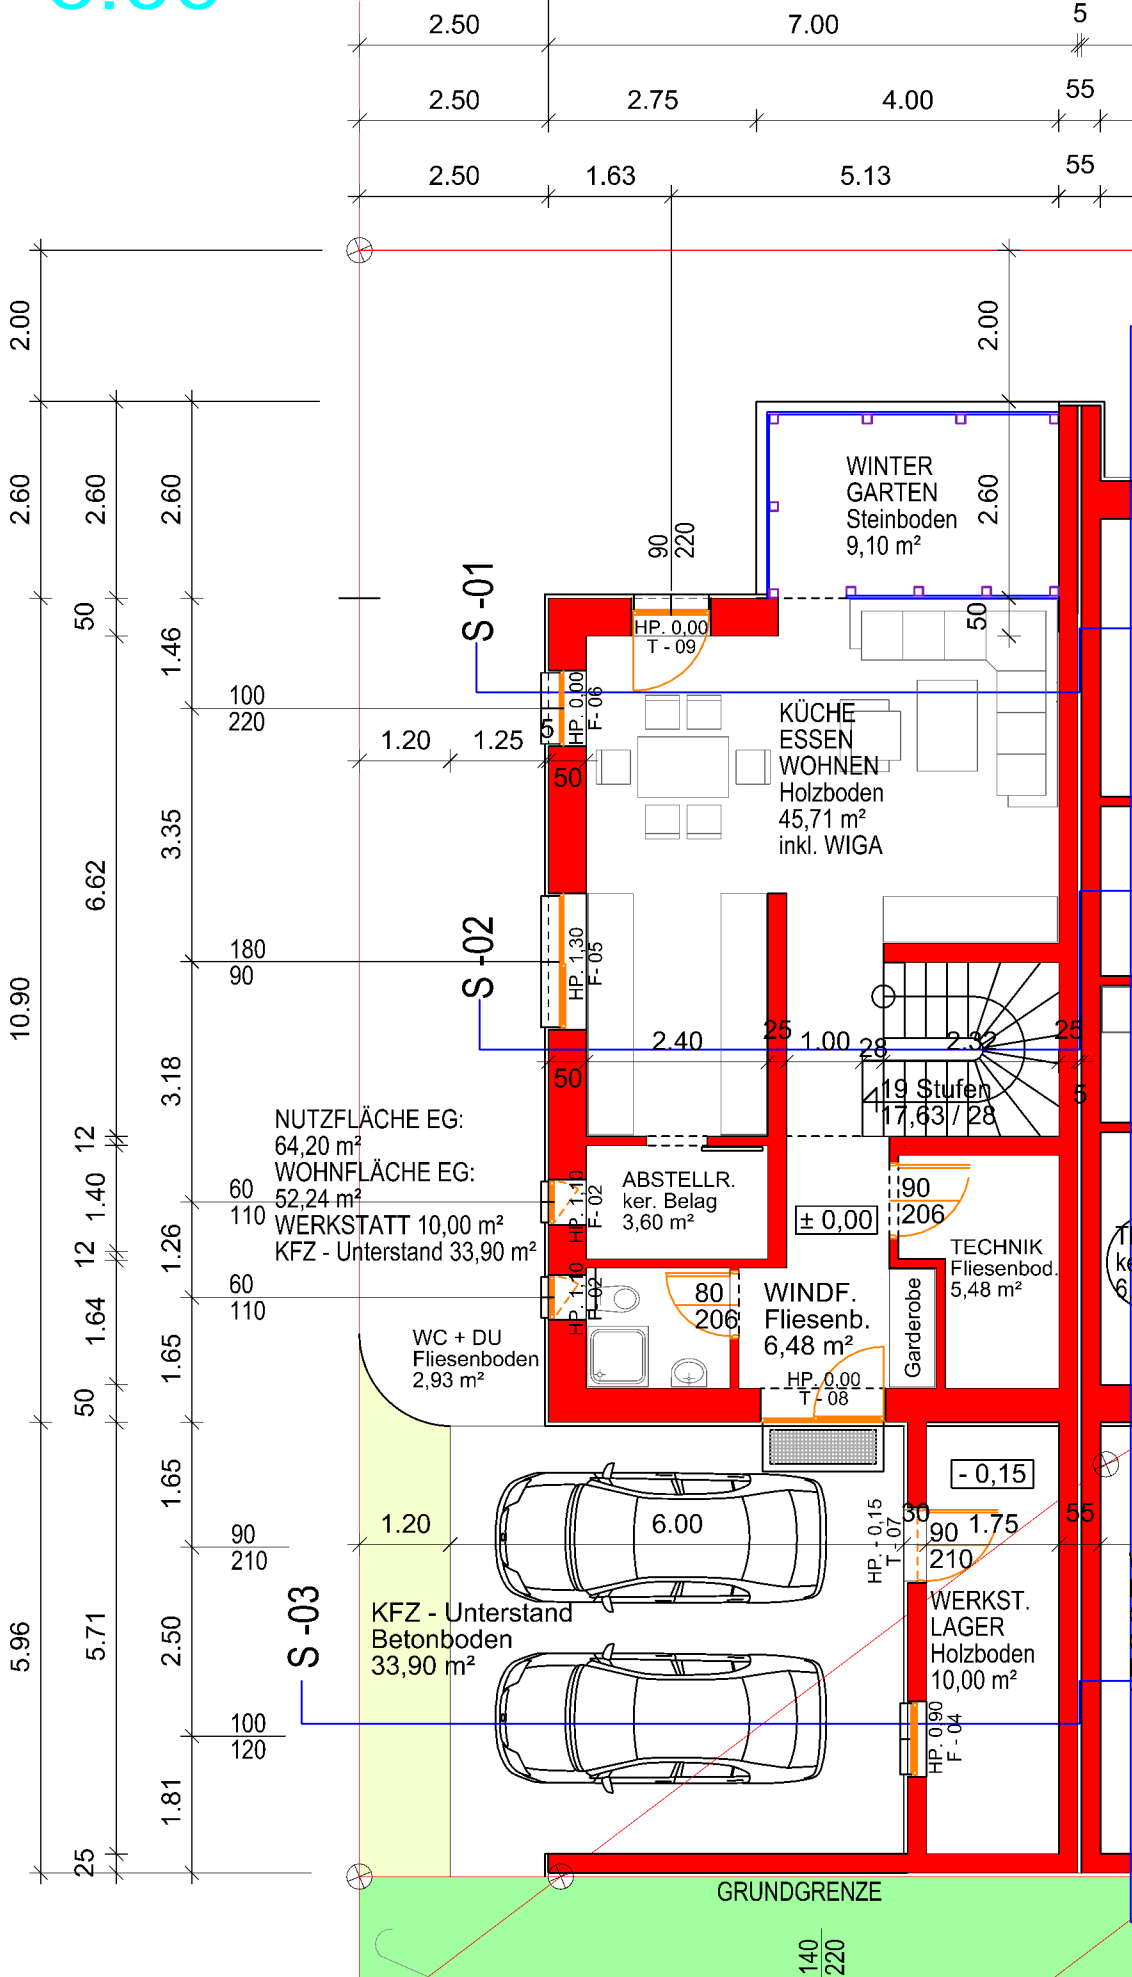 2.50
7.00
5
2.50
2.75
4.00
55
2.50
1.63
5.13
55
2.00
2.00
2.60
2.60
2.60
2.60
WINTER
GARTEN
Steinboden
9,10 m²
90
220
S -01
50
50
HP. 0,00
T - 09
1.46
HP. 0,00
F- 06
100
220
1.20
1.25
5
50
KÜCHE
ESSEN
WOHNEN
Holzboden
45,71 m²
inkl. WIGA
3.35
6.62
S -02
180
90
HP. 1,30
F- 05
10.90
2.40
25
1.00
28
2.32
25
50
5
3.18
19 Stufen
17,63 / 28
NUTZFLÄCHE EG:
64,20 m²
WOHNFLÄCHE EG:
52,24 m²
WERKSTATT 10,00 m²
KFZ - Unterstand 33,90 m²
12
1.40
60
110
HP. 1,10
F- 02
ABSTELLR.
ker. Belag
3,60 m²
± 0,00
90
206
TECHNIK
Fliesenbod.
5,48 m²
12
1.26
60
110
HP. 1,10
F- 02
80
206
WINDF.
Fliesenb.
6,48 m²
Garderobe
1.64
1.65
WC + DU
Fliesenboden
2,93 m²
HP. 0,00
T - 08
50
- 0,15
1.65
90
210
1.20
6.00
HP. - 0,15
T - 07
30
1.75
90
210
55
S -03
KFZ - Unterstand
Betonboden
33,90 m²
WERKST.
LAGER
Holzboden
10,00 m²
5.96
5.71
2.50
100
120
HP. 0,90
F - 04
1.81
25
GRUNDGRENZE
140
220